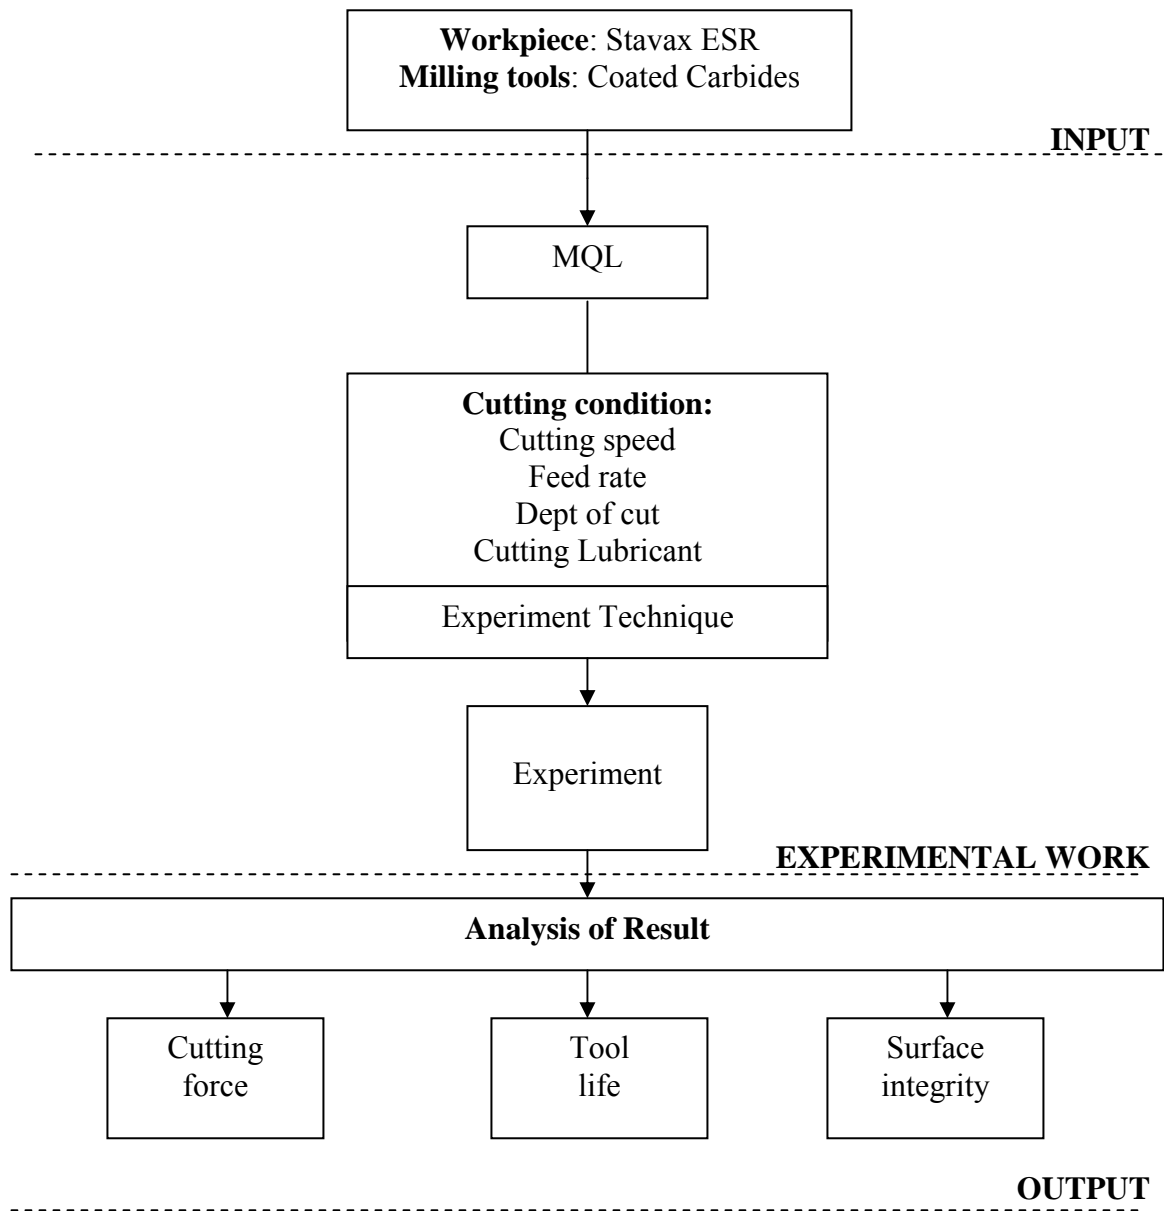 Workpiece: Stavax ESR
Milling tools: Coated Carbides
INPUT
MQL
Cutting condition:
Cutting speed
Feed rate
Dept of cut
Cutting Lubricant
Experiment Technique
Experiment
EXPERIMENTAL WORK
Analysis of Result
Cutting
force
Tool
life
Surface
integrity
OUTPUT